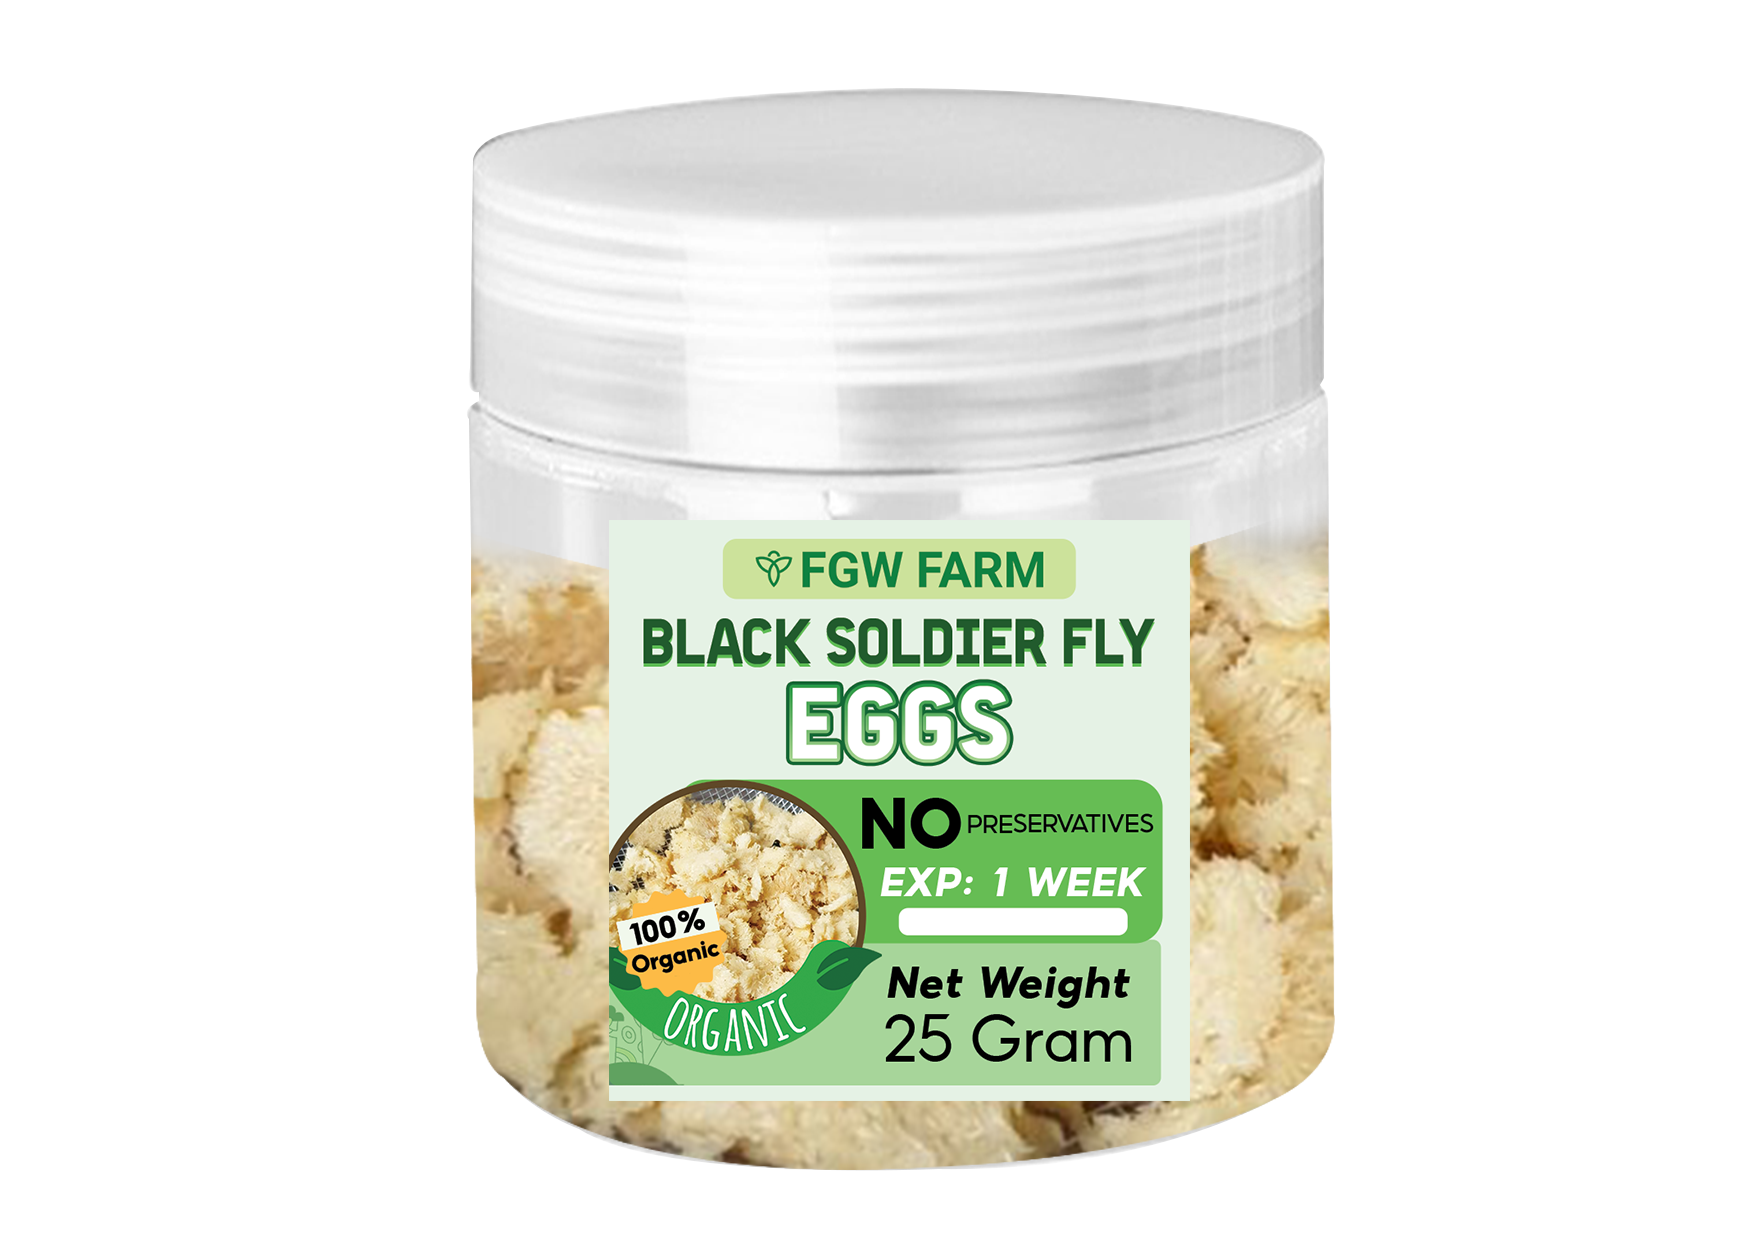 FGW FARM
BLACK SOLDIER FLY
EGGS
NO PRESERVATIVES
EXP: 1 WEEK
100%
Organic
ORGANIC
Net Weight
25 Gram